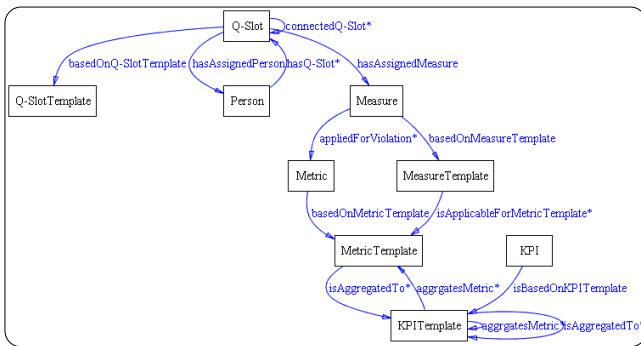 Q-Slot
connectedQ-Slot*
basedOnQ-SlotTemplate
hasAssignedPerson
hasQ-Slot*
hasAssignedMeasure
Q-SlotTemplate
Person
Measure
appliedForViolation*
basedOnMeasureTemplate
Metric
MeasureTemplate
basedOnMetricTemplate
isApplicableForMetricTemplate*
MetricTemplate
KPI
isAggregatedTo*
aggrgatesMetric*
isBasedOnKPITemplate
KPITemplate
aggrgatesMetric*
isAggregatedTo*